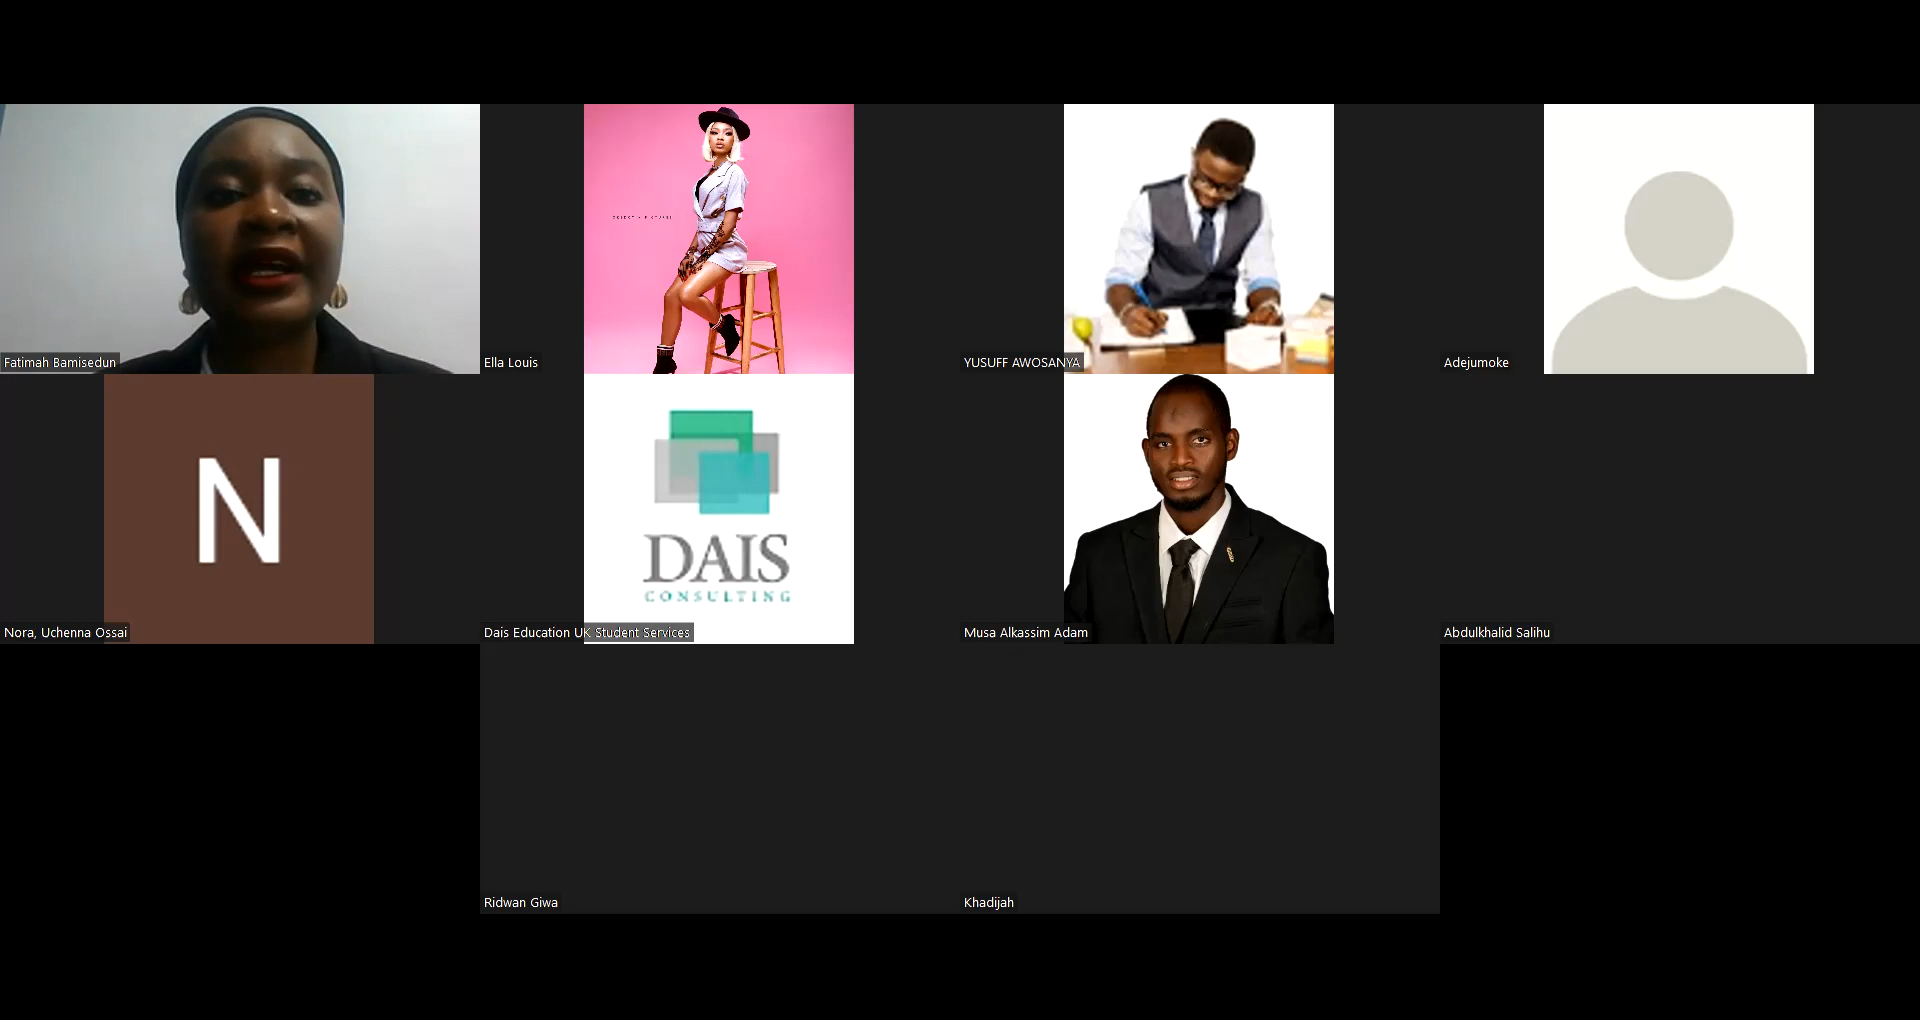 Fatimah Bamisedun
Ella Louis
YUSUFF AWOSANYA
Adejumoke
N
DAIS
CONSULTING
Nora, Uchenna Ossai
Dais Education UK Student Services
Musa Alkassim Adam
Abdulkhalid Salihu
Ridwan Giwa
Khadijah